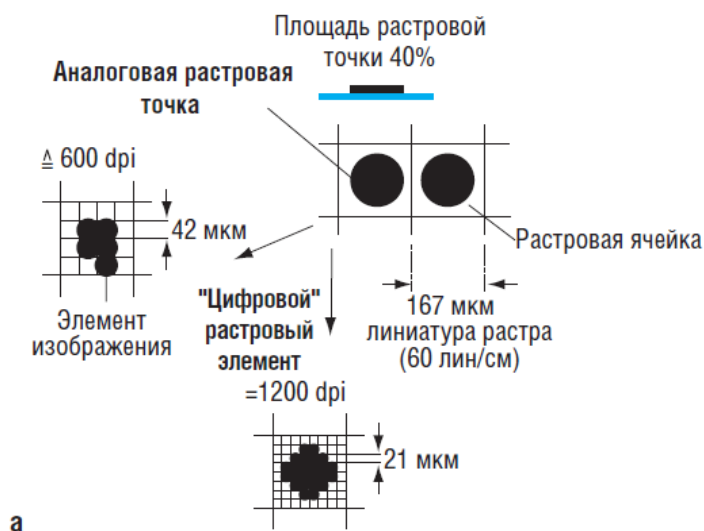 Площадь растровой
точки 40%
Аналоговая растровая
точка
≙ 600 dpi
42 мкм
Растровая ячейка
Элемент
изображения
"Цифровой"
растровый
элемент
=1200 dpi
167 мкм
линиатура растра
(60 лин/см)
21 мкм
а